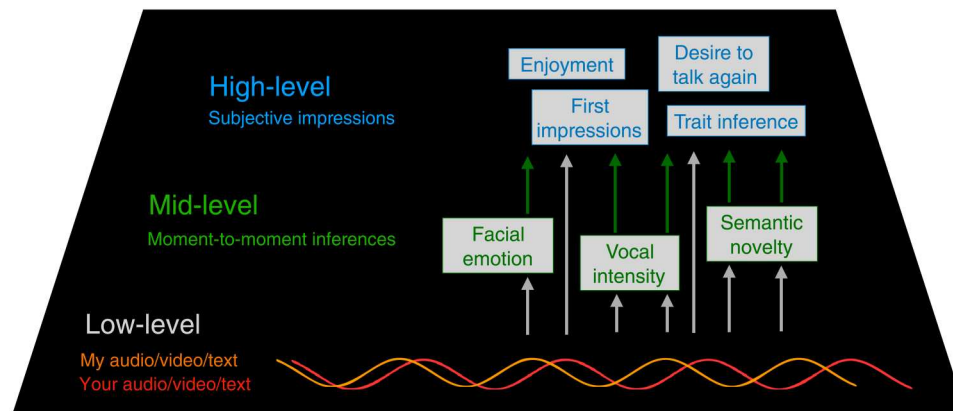 High-level
Subjective impressions
Enjoyment
Desire to
talk again
First
impressions
Trait inference
Mid-level
Moment-to-moment inferences
Facial
emotion
Vocal
intensity
Semantic
novelty
Low-level
My audio/video/text
Your audio/video/text